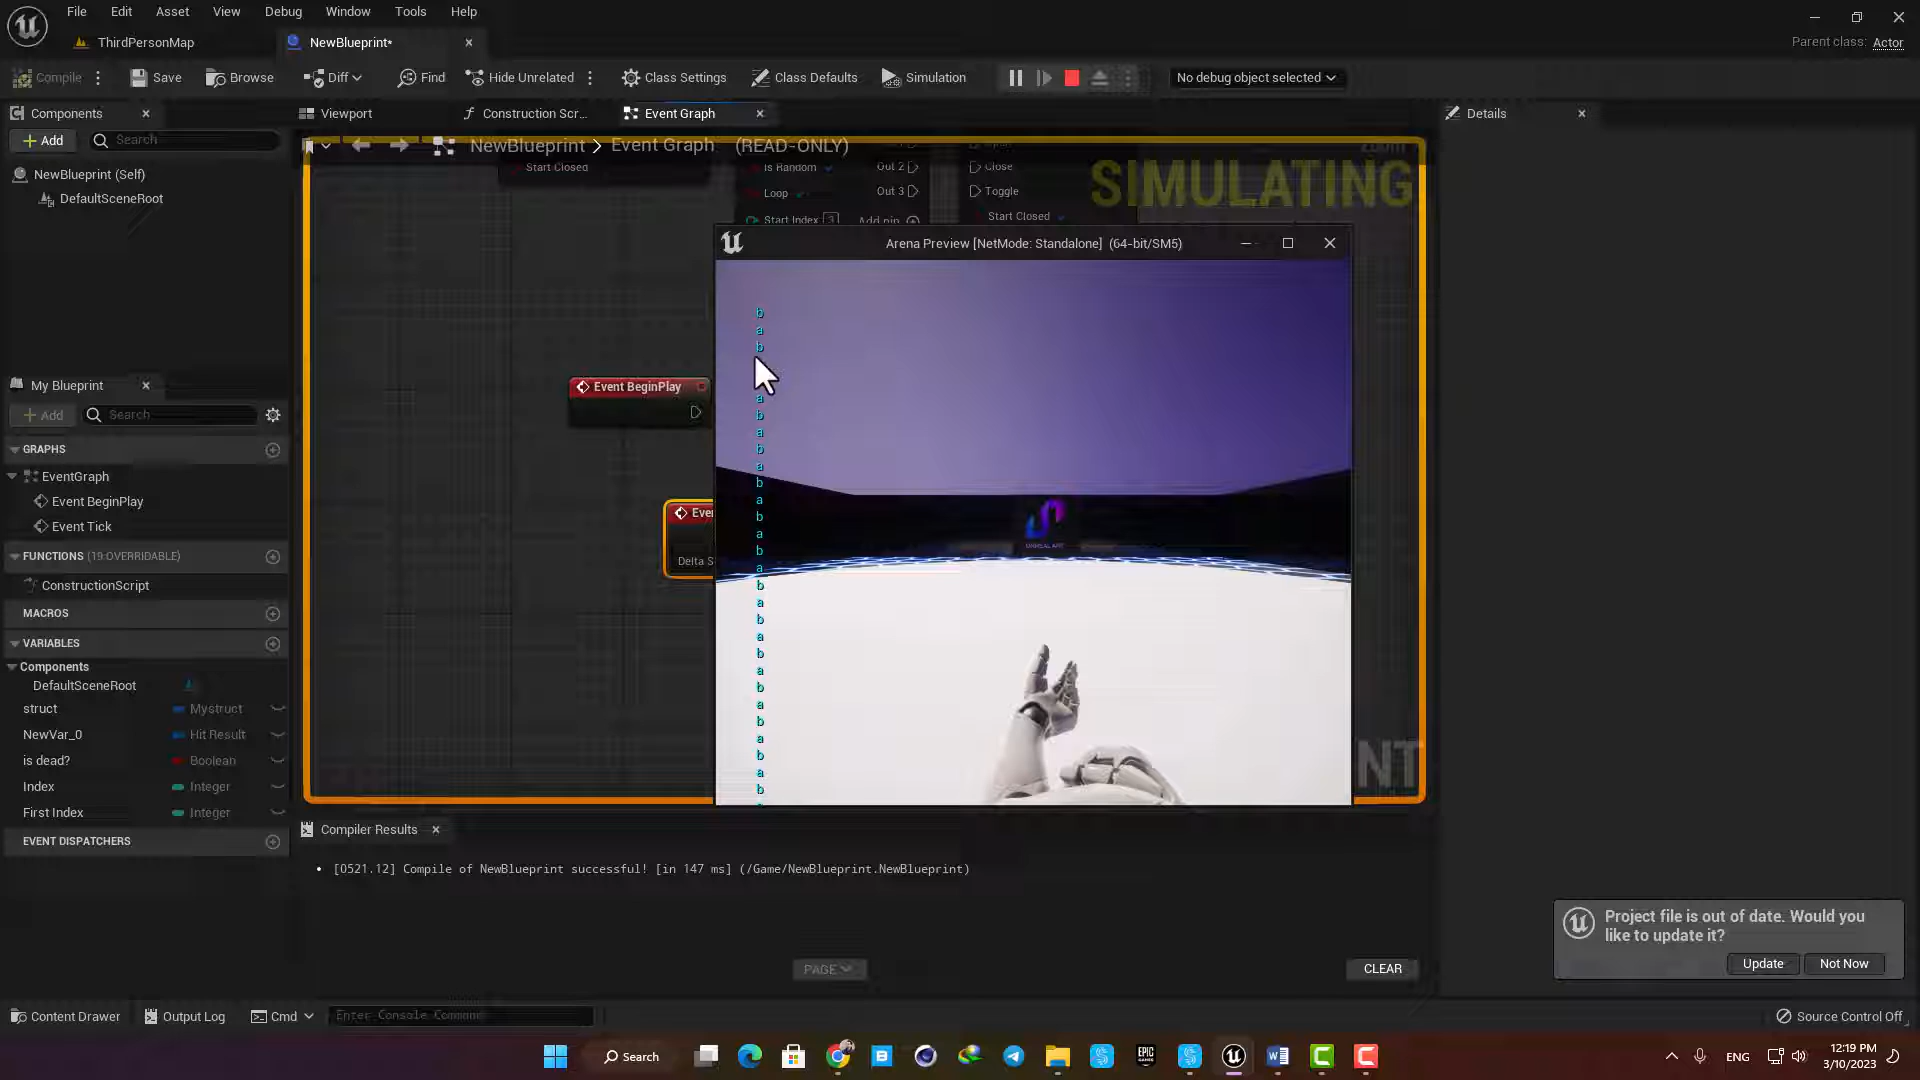 File Edit Asset View Window Debug Tools Help
ThirdPersonMap
NewBlueprint*
Parent class: Actor
Compile
Save
Browse
Diff
Find
Hide Unrelated
Class Settings
Class Defaults
Simulation
No debug object selected
Components
Viewport
Construction Scr...
Event Graph
Details
Add
Search
NewBlueprint > Event Graph (READ-ONLY)
Zoom
SIMULATING
Start Closed
Is Random
Loop
Start Index 3
Out 2
Out 3
Add pin
Close
Toggle
Start Closed
NewBlueprint (Self)
DefaultSceneRoot
Arena Preview [NetMode: Standalone] (64-bit/SM5)
b
a
b
a
b
a
b
a
b
a
b
a
b
a
b
a
b
a
b
a
b
a
b
a
b
a
b
UNREAL ART
Event BeginPlay
Delta S
My Blueprint
Add
Search
GRAPHS
EventGraph
Event BeginPlay
Event Tick
FUNCTIONS (19 OVERRIDABLE)
ConstructionScript
MACROS
VARIABLES
Components
DefaultSceneRoot
struct Mystruct
NewVar_0 Hit Result
is dead? Boolean
Index Integer
First Index Integer
EVENT DISPATCHERS
Compiler Results
[0521.12] Compile of NewBlueprint successful! [in 147 ms] (/Game/NewBlueprint.NewBlueprint)
PAGE
CLEAR
Project file is out of date. Would you
like to update it?
Update
Not Now
Content Drawer
Output Log
Cmd
Enter Console Command
Source Control Off
Search
EPIC GAMES
ENG
12:19 PM
3/10/2023